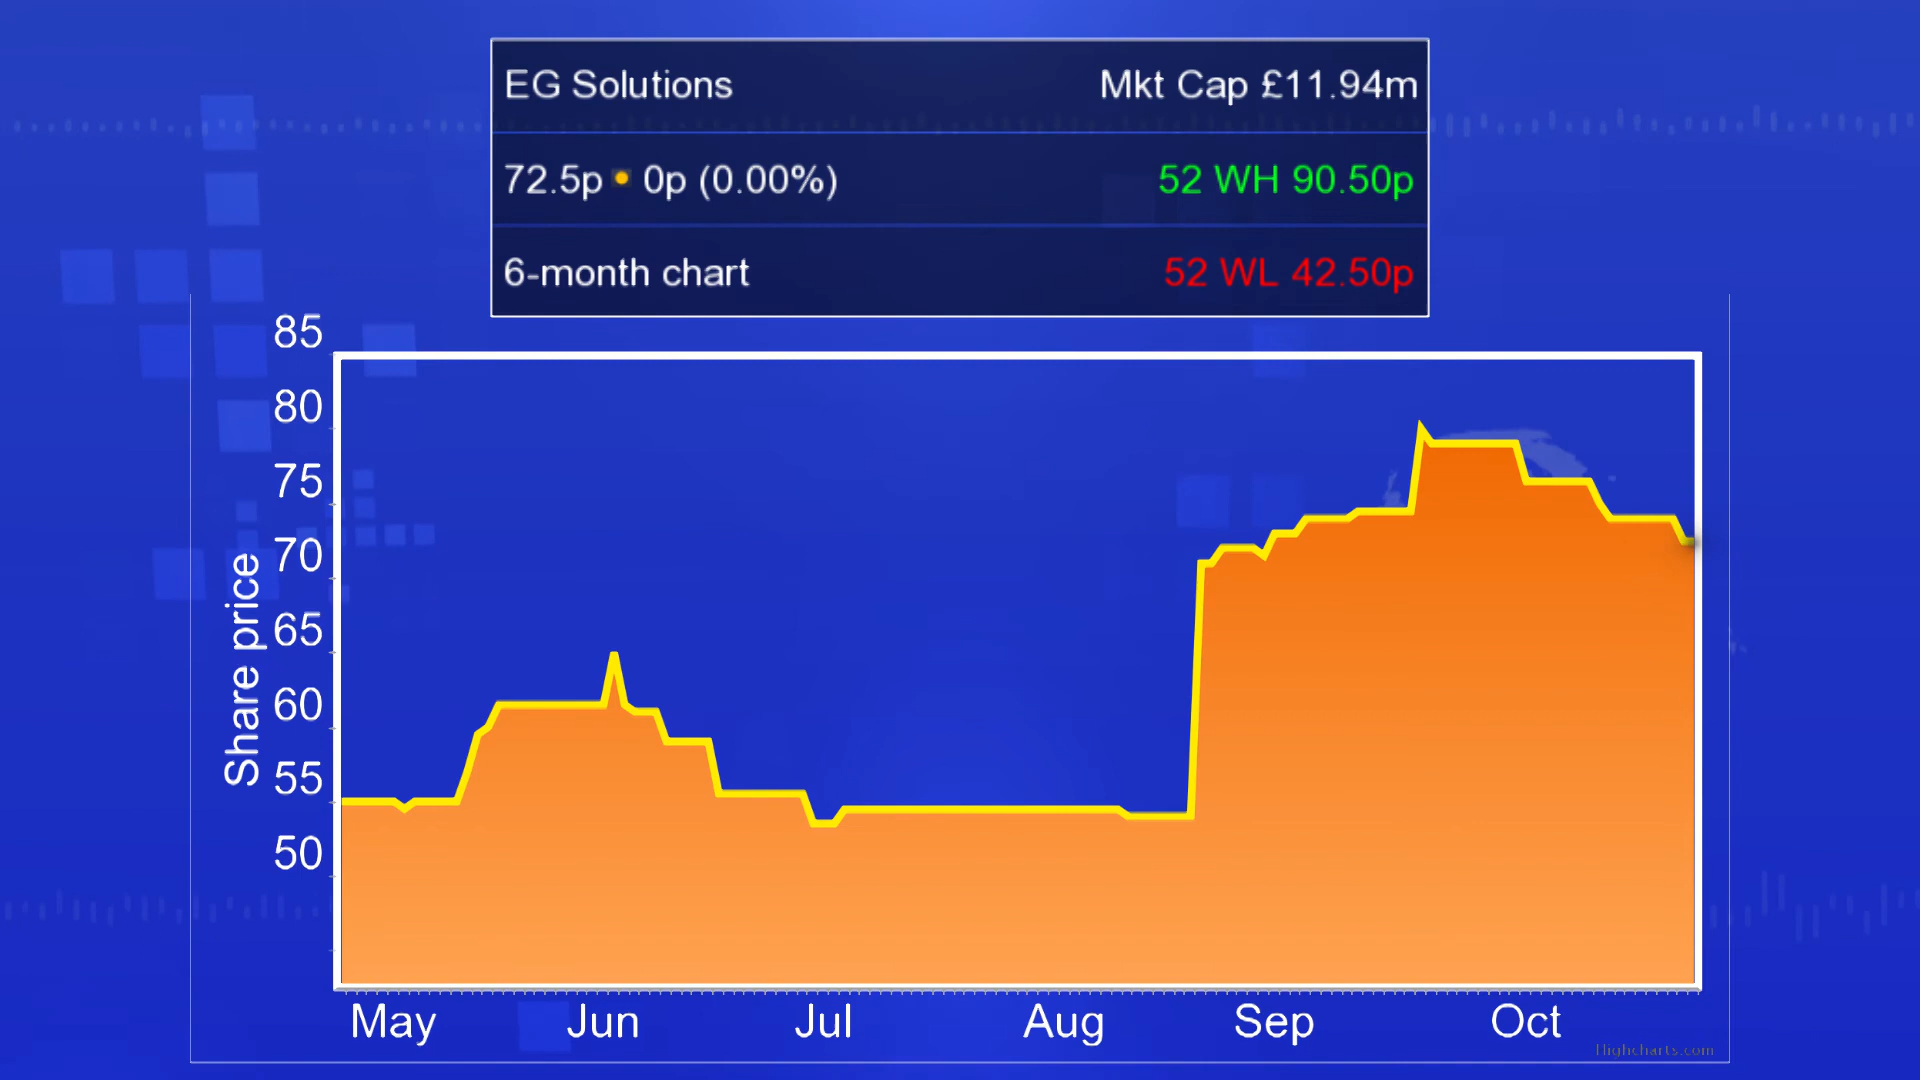 EG Solutions Mkt Cap £11.94m
72.5p 0p (0.00%) 52 WH 90.50p
6-month chart 52 WL 42.50p
85
80
75
70
65
60
55
50
Share price
May Jun Jul Aug Sep Oct
Highcharts.com